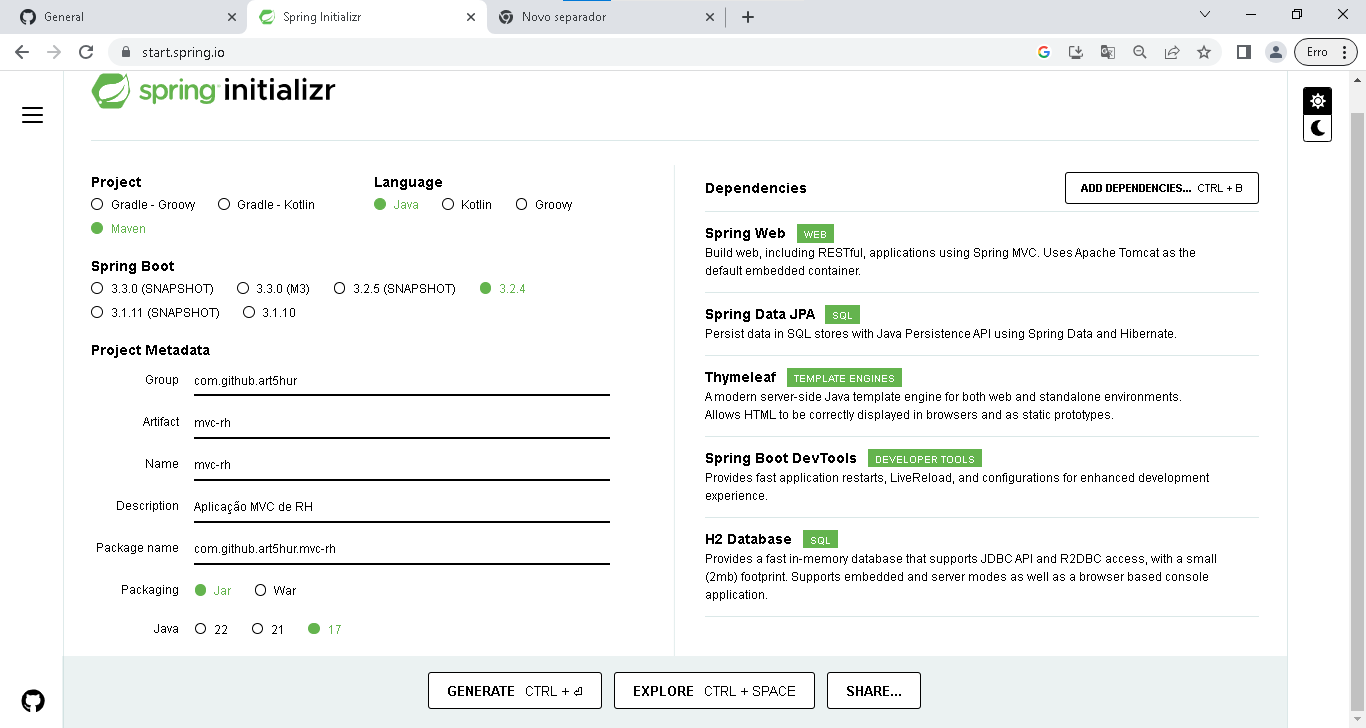 General
Spring Initializr
Novo separador
start.spring.io
Erro
spring initializr
Project
Gradle - Groovy
Gradle - Kotlin
Maven
Language
Java
Kotlin
Groovy
Spring Boot
3.3.0 (SNAPSHOT)
3.3.0 (M3)
3.2.5 (SNAPSHOT)
3.2.4
3.1.11 (SNAPSHOT)
3.1.10
Project Metadata
Group
com.github.art5hur
Artifact
mvc-rh
Name
mvc-rh
Description
Aplicação MVC de RH
Package name
com.github.art5hur.mvc-rh
Packaging
Jar
War
Java
22
21
17
Dependencies
ADD DEPENDENCIES... CTRL + B
Spring Web WEB
Build web, including RESTful, applications using Spring MVC. Uses Apache Tomcat as the
default embedded container.
Spring Data JPA SQL
Persist data in SQL stores with Java Persistence API using Spring Data and Hibernate.
Thymeleaf TEMPLATE ENGINES
A modern server-side Java template engine for both web and standalone environments.
Allows HTML to be correctly displayed in browsers and as static prototypes.
Spring Boot DevTools DEVELOPER TOOLS
Provides fast application restarts, LiveReload, and configurations for enhanced development
experience.
H2 Database SQL
Provides a fast in-memory database that supports JDBC API and R2DBC access, with a small
(2mb) footprint. Supports embedded and server modes as well as a browser based console
application.
GENERATE CTRL + ⏎
EXPLORE CTRL + SPACE
SHARE...